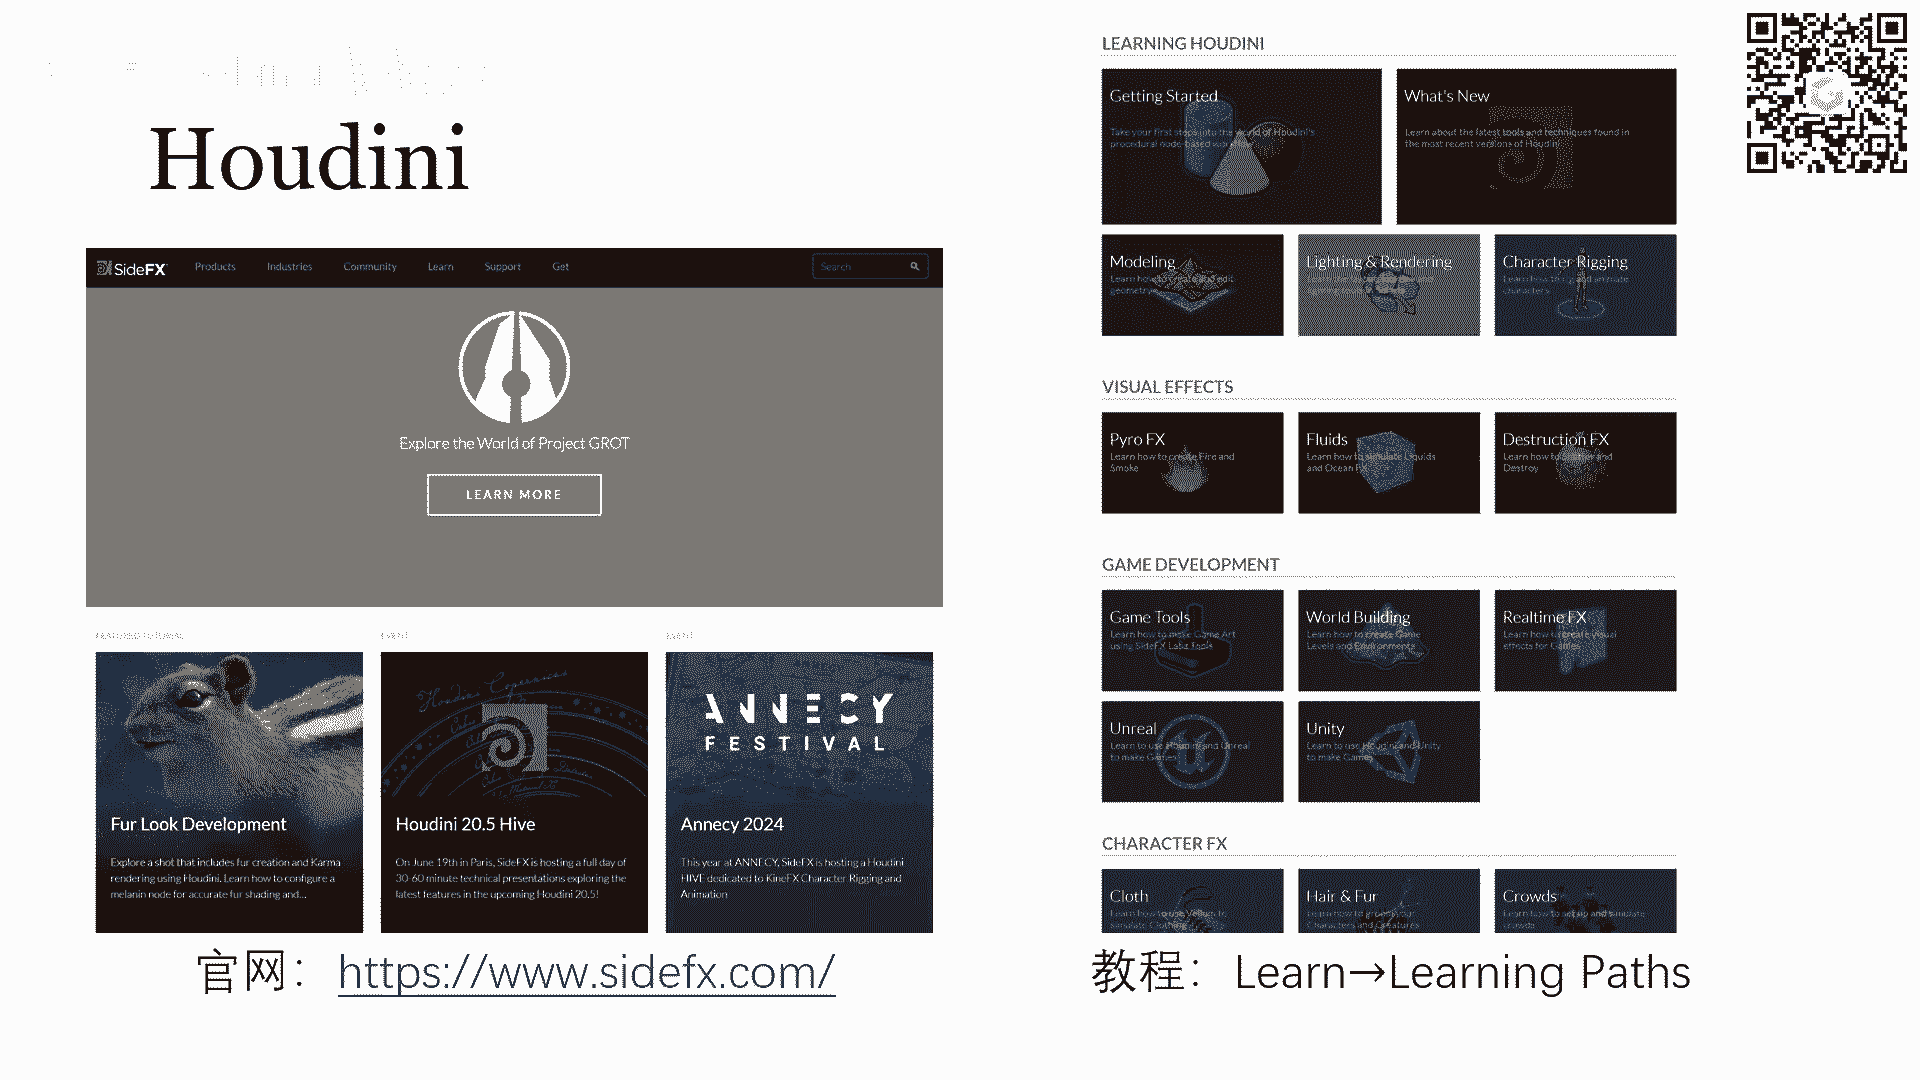 Houdini
SideFX
Products
Industries
Community
Learn
Support
Get
Search
Explore the World of Project GROT
LEARN MORE
EVENT
EVENT
Fur Look Development
Explore a shot that includes fur creation and Karma
rendering using Houdini. Learn how to configure a
melanin node for accurate fur shading and...
Houdini 20.5 Hive
On June 19th in Paris, SideFX is hosting a full day of
30-60 minute technical presentations exploring the
latest features in the upcoming Houdini 20.5!
ANNECY
FESTIVAL
Annecy 2024
This year at ANNECY, SideFX is hosting a Houdini
HIVE dedicated to KineFX Character Rigging and
Animation
官网：https://www.sidefx.com/
LEARNING HOUDINI
Getting Started
Take your first steps into the world of Houdini's
procedural node-based
What's New
Learn about the latest tools and techniques found in
the most recent versions of Houdini
Modeling
Learn how to create and edit
geometry
Lighting & Rendering
Character Rigging
Learn how to rig and animate
characters
VISUAL EFFECTS
Pyro FX
Learn how to create Fire and
Smoke
Fluids
Learn how to simulate Liquids
and Ocean FX
Destruction FX
Learn how to and
Destroy
GAME DEVELOPMENT
Game Tools
Learn how to make Game Art
using SideFX Labs Tools
World Building
Learn how to create Game
Levels and Environments
Realtime FX
Learn how to create visual
effects for Games
Unreal
Learn to use Houdini and Unreal
to make Games
Unity
Learn to use Houdini and Unity
to make Games
CHARACTER FX
Cloth
Learn how to use Vellum to
simulate Clothing
Hair & Fur
Learn how to groom your
Characters and Creatures
Crowds
Learn how to set up and simulate
crowds
教程：Learn→Learning Paths